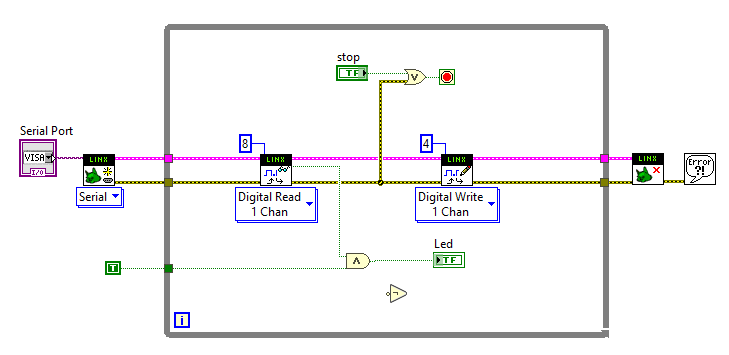 stop
TF
V
Serial Port
VISA
I/O
LINX
Serial
8
LINX
Digital Read
1 Chan
4
LINX
Digital Write
1 Chan
LINX
Error
?!
Led
TF
Λ
T
¬
i